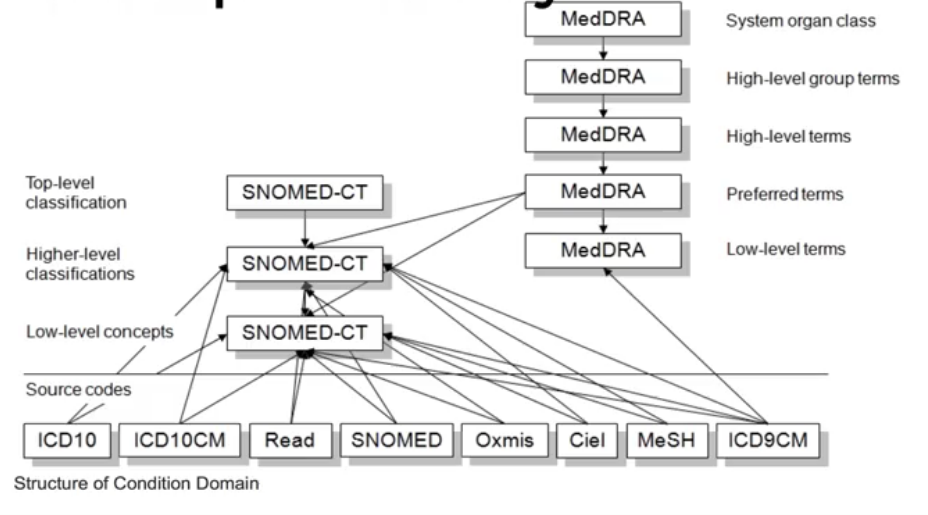 MedDRA System organ class
MedDRA High-level group terms
MedDRA High-level terms
Top-level
classification
SNOMED-CT
MedDRA Preferred terms
Higher-level
classifications
SNOMED-CT
MedDRA Low-level terms
Low-level concepts SNOMED-CT
Source codes
ICD10 ICD10CM Read SNOMED Oxmis Ciel MeSH ICD9CM
Structure of Condition Domain